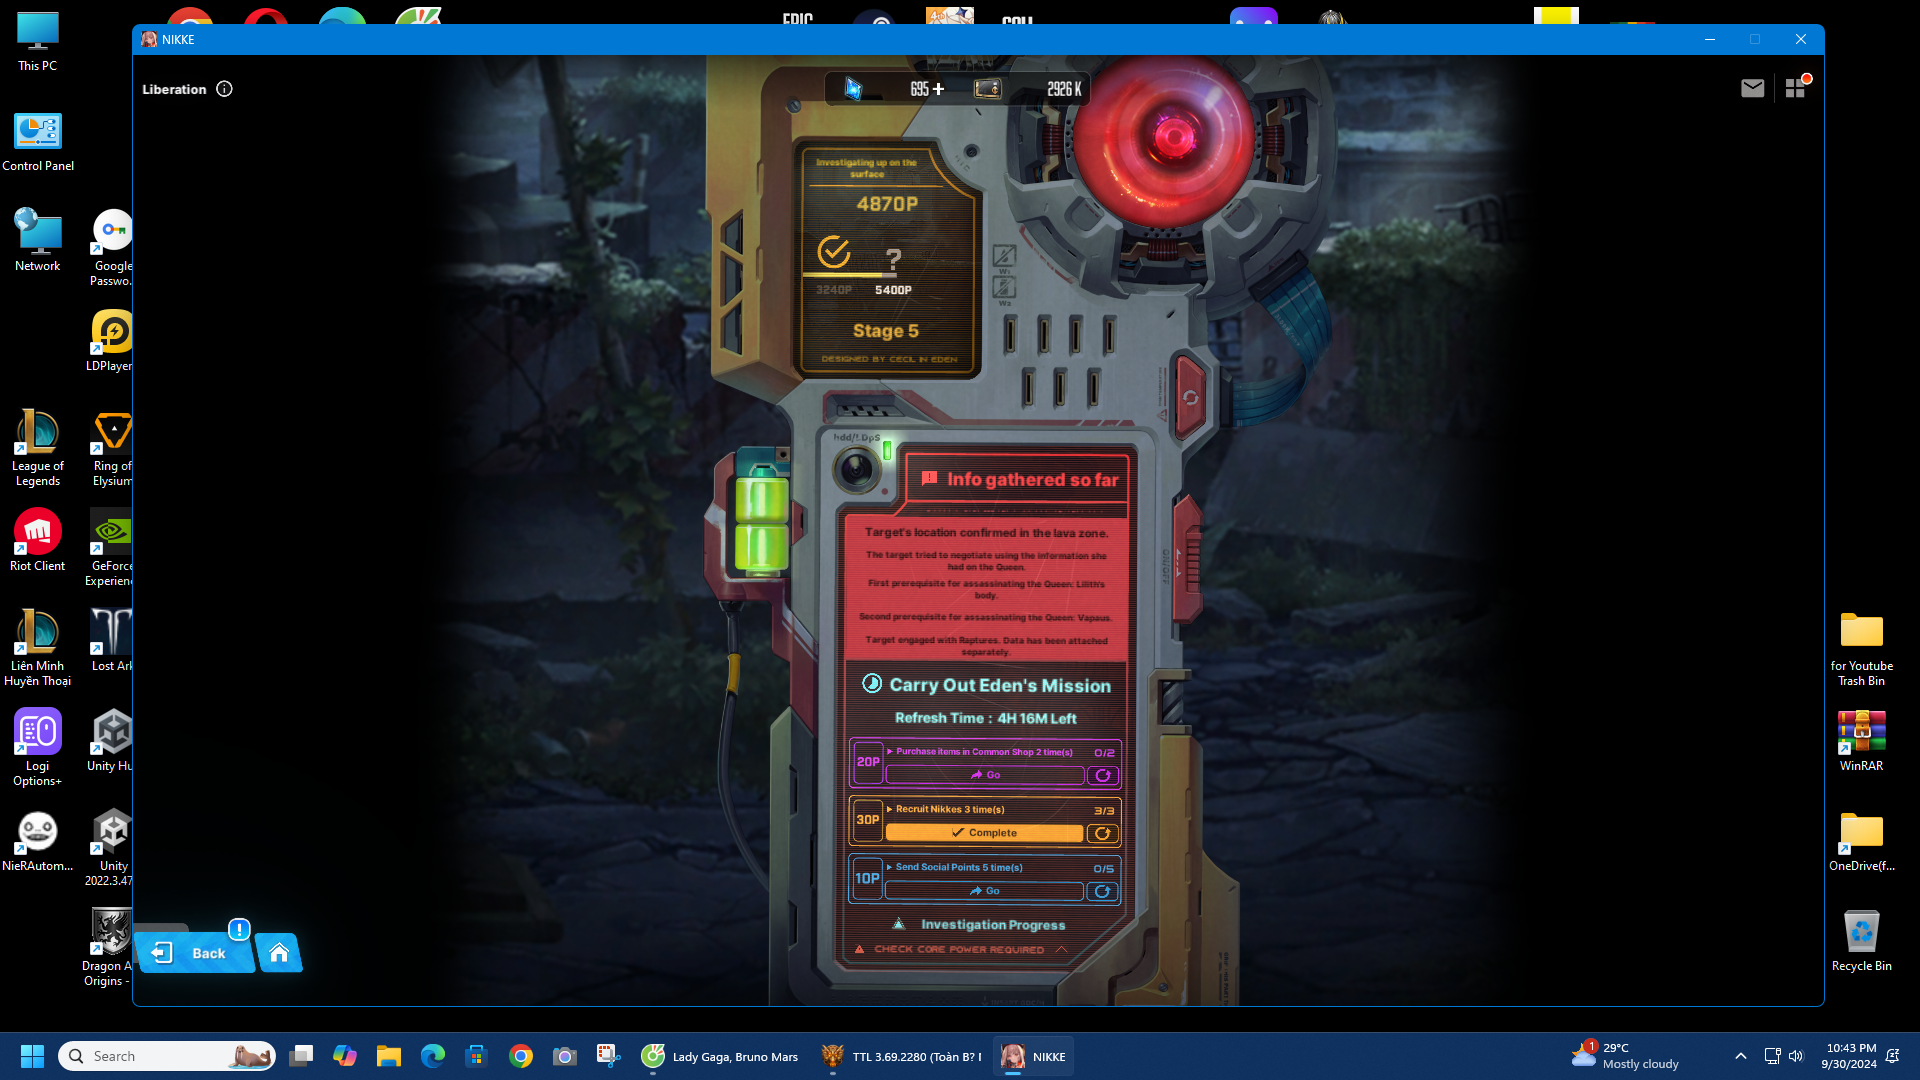 EPIC
NIKKE
This PC
Control Panel
Network
Google
Passwo...
LDPlayer
League of
Legends
Ring of
Elysium
Riot Client
GeForce
Experienc
Liên Minh
Huyền Thoại
Lost Ark
Logi
Options+
Unity Hu
NieRAutom...
Unity
2022.3.47
Dragon A
Origins -
Liberation
695 +
2926 K
Investigating up on the
surface
4870P
?
3240P
5400P
Stage 5
DESIGNED BY CECIL IN EDEN
W1
W2
hdd/!.DpS
ON/OFF
Info gathered so far
Target's location confirmed in the lava zone.
The target tried to negotiate using the information she
had on the Queen.
First prerequisite for assassinating the Queen: Lilith's
body.
Second prerequisite for assassinating the Queen: Vapaus.
Target engaged with Raptures. Data has been attached
separately.
Carry Out Eden's Mission
Refresh Time : 4H 16M Left
20P
Purchase items in Common Shop 2 time(s)
0/2
Go
30P
Recruit Nikkes 3 time(s)
3/3
Complete
10P
Send Social Points 5 time(s)
0/5
Go
Investigation Progress
CHECK CORE POWER REQUIRED
Back
!
for Youtube
Trash Bin
WinRAR
OneDrive(f...
Recycle Bin
Search
Lady Gaga, Bruno Mars
TTL 3.69.2280 (Toàn B? I
NIKKE
1
29°C
Mostly cloudy
10:43 PM
9/30/2024